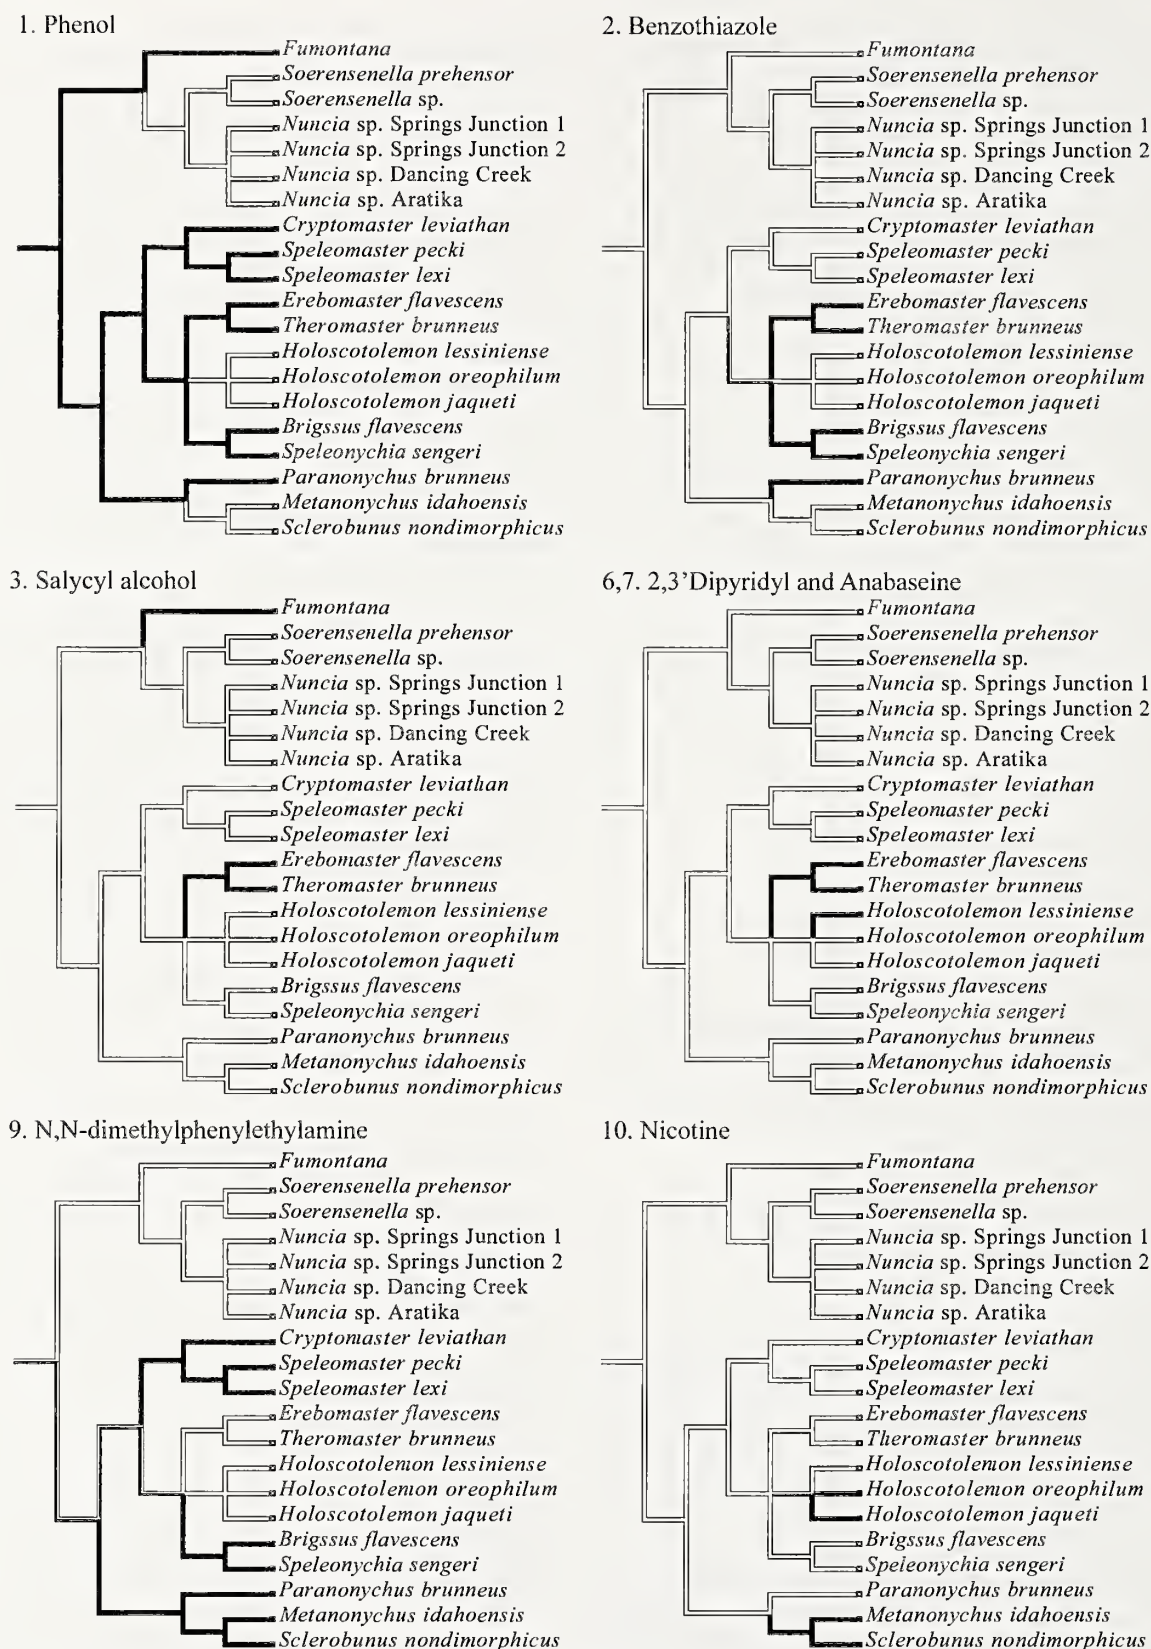 1. Phenol
Fumontana
Soerensenella prehensor
Soerensenella sp.
Nuncia sp. Springs Junction 1
Nuncia sp. Springs Junction 2
Nuncia sp. Dancing Creek
Nuncia sp. Aratika
Cryptomaster leviathan
Speleomaster pecki
Speleomaster lexi
Erebomaster flavescens
Theromaster brunneus
Holoscotolemon lessiniense
Holoscotolemon oreophilum
Holoscotolemon jaqueti
Brigssus flavescens
Speleonychia sengeri
Paranonychus brunneus
Metanonychus idahoensis
Sclerobunus nondimorphicus
2. Benzothiazole
Fumontana
Soerensenella prehensor
Soerensenella sp.
Nuncia sp. Springs Junction 1
Nuncia sp. Springs Junction 2
Nuncia sp. Dancing Creek
Nuncia sp. Aratika
Cryptomaster leviathan
Speleomaster pecki
Speleomaster lexi
Erebomaster flavescens
Theromaster brunneus
Holoscotolemon lessiniense
Holoscotolemon oreophilum
Holoscotolemon jaqueti
Brigssus flavescens
Speleonychia sengeri
Paranonychus brunneus
Metanonychus idahoensis
Sclerobunus nondimorphicus
3. Salycyl alcohol
Fumontana
Soerensenella prehensor
Soerensenella sp.
Nuncia sp. Springs Junction 1
Nuncia sp. Springs Junction 2
Nuncia sp. Dancing Creek
Nuncia sp. Aratika
Cryptomaster leviathan
Speleomaster pecki
Speleomaster lexi
Erebomaster flavescens
Theromaster brunneus
Holoscotolemon lessiniense
Holoscotolemon oreophilum
Holoscotolemon jaqueti
Brigssus flavescens
Speleonychia sengeri
Paranonychus brunneus
Metanonychus idahoensis
Sclerobunus nondimorphicus
6,7. 2,3'Dipyridyl and Anabaseine
Fumontana
Soerensenella prehensor
Soerensenella sp.
Nuncia sp. Springs Junction 1
Nuncia sp. Springs Junction 2
Nuncia sp. Dancing Creek
Nuncia sp. Aratika
Cryptomaster leviathan
Speleomaster pecki
Speleomaster lexi
Erebomaster flavescens
Theromaster brunneus
Holoscotolemon lessiniense
Holoscotolemon oreophilum
Holoscotolemon jaqueti
Brigssus flavescens
Speleonychia sengeri
Paranonychus brunneus
Metanonychus idahoensis
Sclerobunus nondimorphicus
9. N,N-dimethylphenylethylamine
Fumontana
Soerensenella prehensor
Soerensenella sp.
Nuncia sp. Springs Junction 1
Nuncia sp. Springs Junction 2
Nuncia sp. Dancing Creek
Nuncia sp. Aratika
Cryptomaster leviathan
Speleomaster pecki
Speleomaster lexi
Erebomaster flavescens
Theromaster brunneus
Holoscotolemon lessiniense
Holoscotolemon oreophilum
Holoscotolemon jaqueti
Brigssus flavescens
Speleonychia sengeri
Paranonychus brunneus
Metanonychus idahoensis
Sclerobunus nondimorphicus
10. Nicotine
Fumontana
Soerensenella prehensor
Soerensenella sp.
Nuncia sp. Springs Junction 1
Nuncia sp. Springs Junction 2
Nuncia sp. Dancing Creek
Nuncia sp. Aratika
Cryptomaster leviathan
Speleomaster pecki
Speleomaster lexi
Erebomaster flavescens
Theromaster brunneus
Holoscotolemon lessiniense
Holoscotolemon oreophilum
Holoscotolemon jaqueti
Brigssus flavescens
Speleonychia sengeri
Paranonychus brunneus
Metanonychus idahoensis
Sclerobunus nondimorphicus